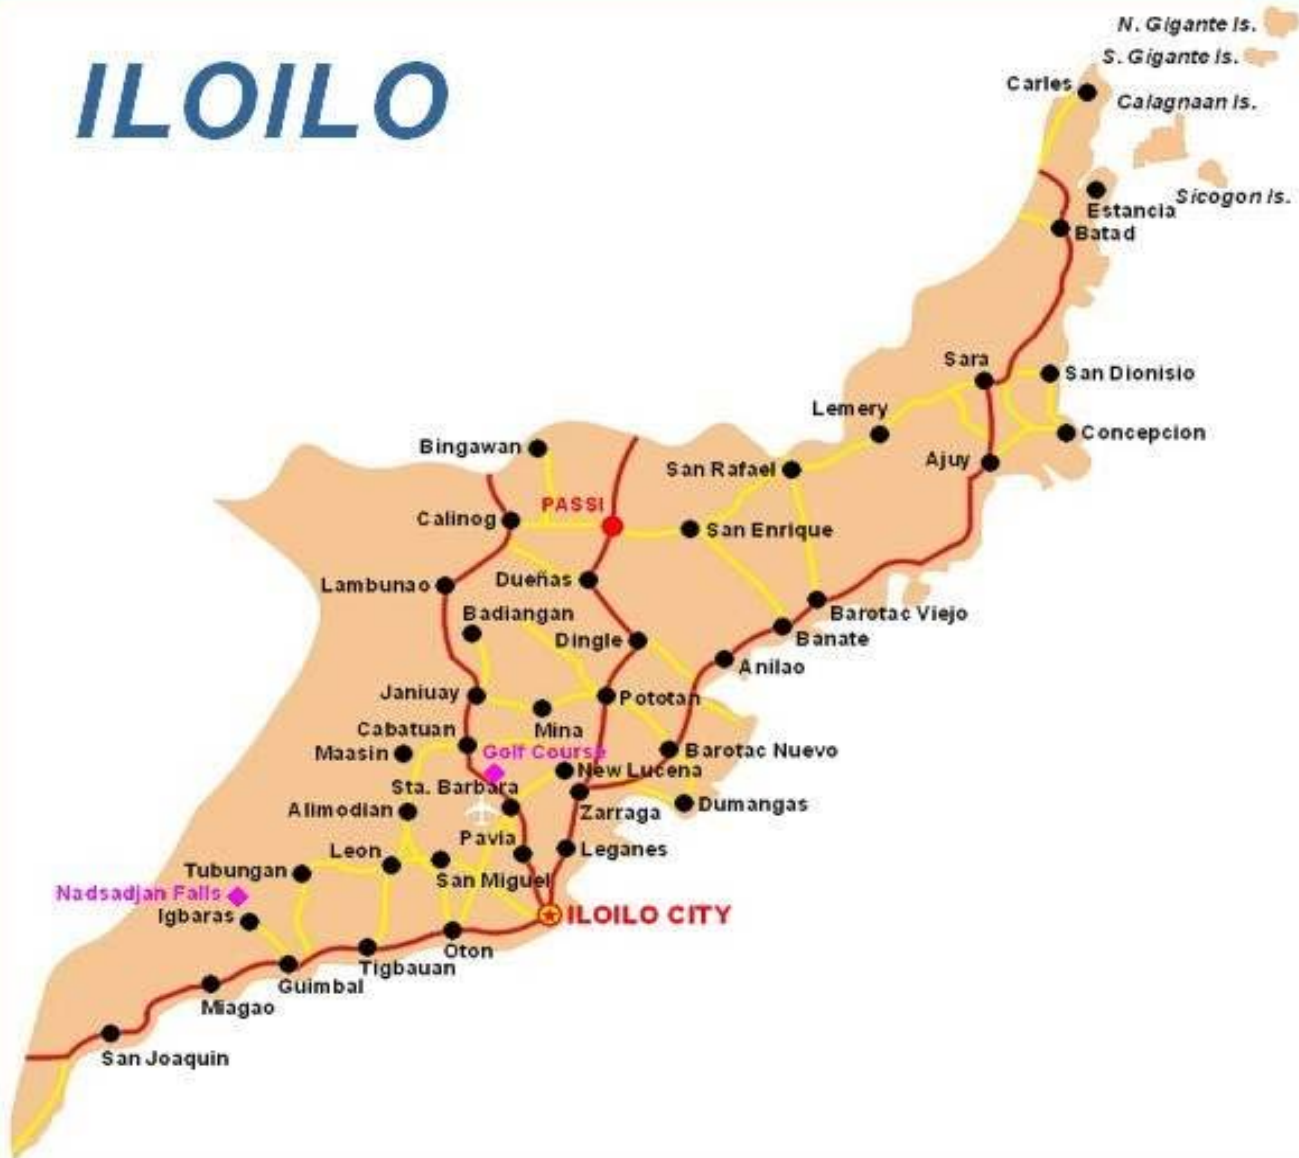 ILOILO
N. Gigante Is.
S. Gigante Is.
Carles
Calagnaan Is.
Sicogon Is.
Estancia
Batad
Sara
San Dionisio
Lemery
Concepcion
Bingawan
Ajuy
San Rafael
PASSI
Calinog
San Enrique
Dueñas
Lambunao
Badiangan
Barotac Viejo
Dingle
Banate
Anilao
Janiuay
Pototan
Cabatuan
Mina
Maasin
Golf Course
Barotac Nuevo
New Lucena
Sta. Barbara
Dumangas
Alimodian
Zarraga
Pavia
Leganes
Leon
Tubungan
San Miguel
Nadsadjan Falls
Igbaras
ILOILO CITY
Oton
Tigbauan
Guimbal
Miagao
San Joaquin